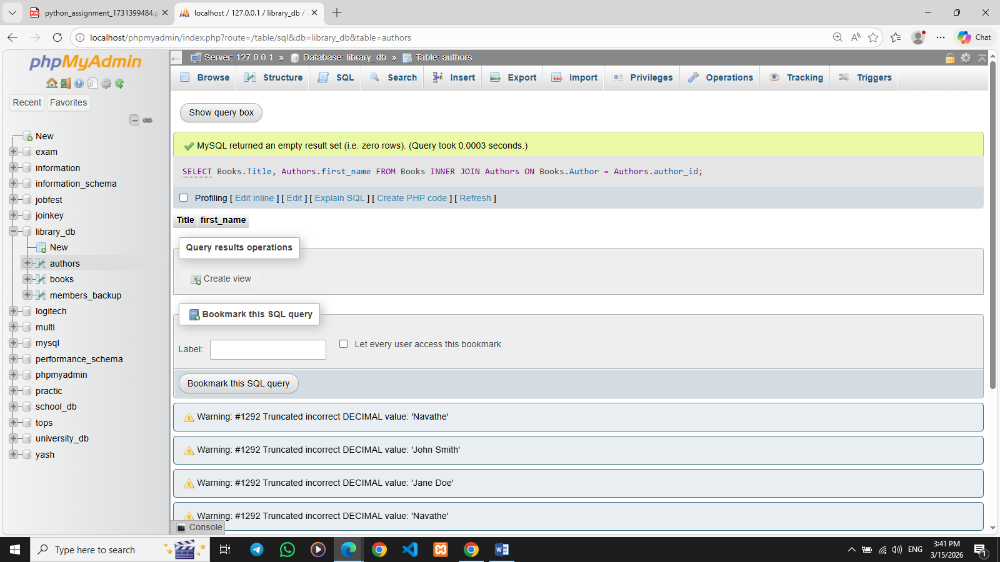 python_assignment_1731399484.p
localhost / 127.0.0.1 / library_db /
localhost/phpmyadmin/index.php?route=/table/sql&db=library_db&table=authors
Chat
phpMyAdmin
Recent
Favorites
New
exam
information
information_schema
jobfest
joinkey
library_db
New
authors
books
members_backup
logitech
multi
mysql
performance_schema
phpmyadmin
practic
school_db
tops
university_db
yash
Server: 127.0.0.1 » Database: library_db » Table: authors
Browse Structure SQL Search Insert Export Import Privileges Operations Tracking Triggers
Show query box
MySQL returned an empty result set (i.e. zero rows). (Query took 0.0003 seconds.)
SELECT Books.Title, Authors.first_name FROM Books INNER JOIN Authors ON Books.Author = Authors.author_id;
Profiling [ Edit inline ] [ Edit ] [ Explain SQL ] [ Create PHP code ] [ Refresh ]
Title first_name
Query results operations
Create view
Bookmark this SQL query
Label:
Let every user access this bookmark
Bookmark this SQL query
Warning: #1292 Truncated incorrect DECIMAL value: 'Navathe'
Warning: #1292 Truncated incorrect DECIMAL value: 'John Smith'
Warning: #1292 Truncated incorrect DECIMAL value: 'Jane Doe'
Warning: #1292 Truncated incorrect DECIMAL value: 'Navathe'
Console
Type here to search
ENG
3:41 PM
3/15/2026
1